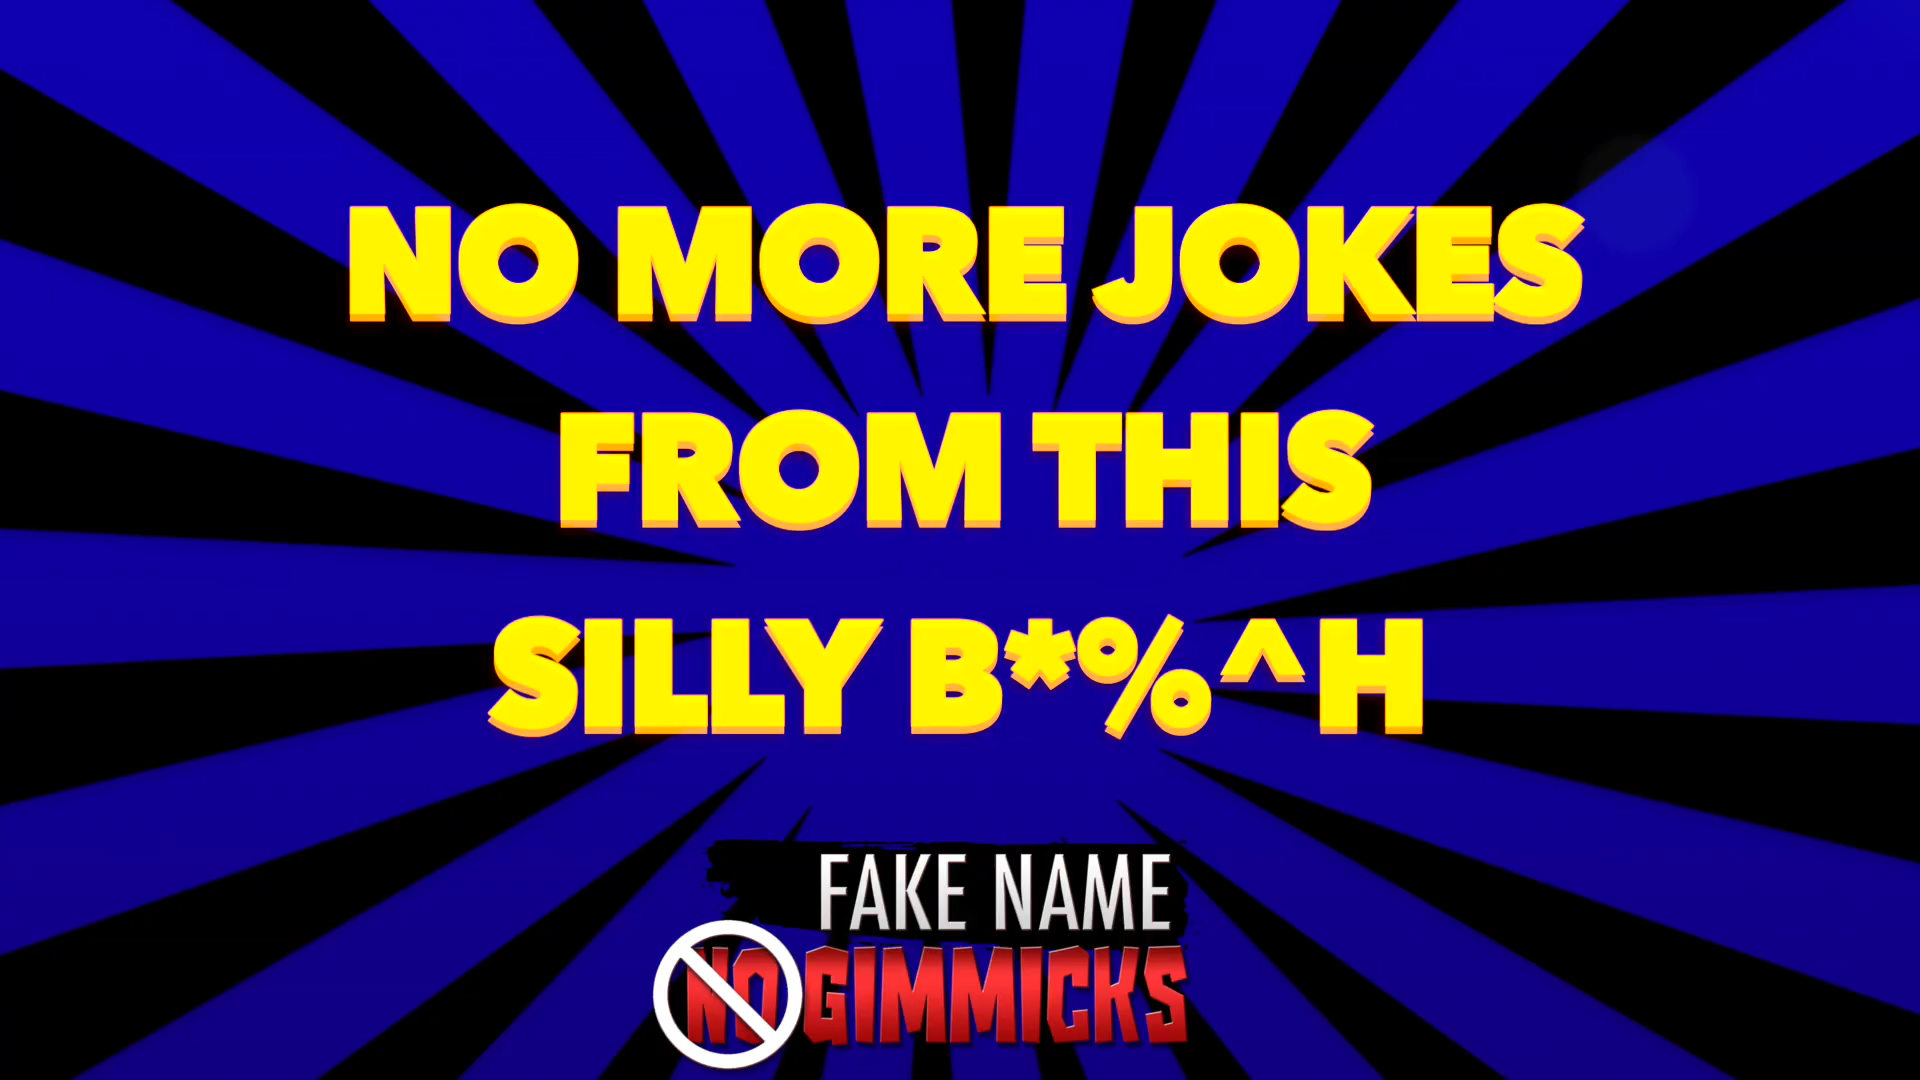 NO MORE JOKES
FROM THIS
SILLY B*%^H
FAKE NAME
NO GIMMICKS